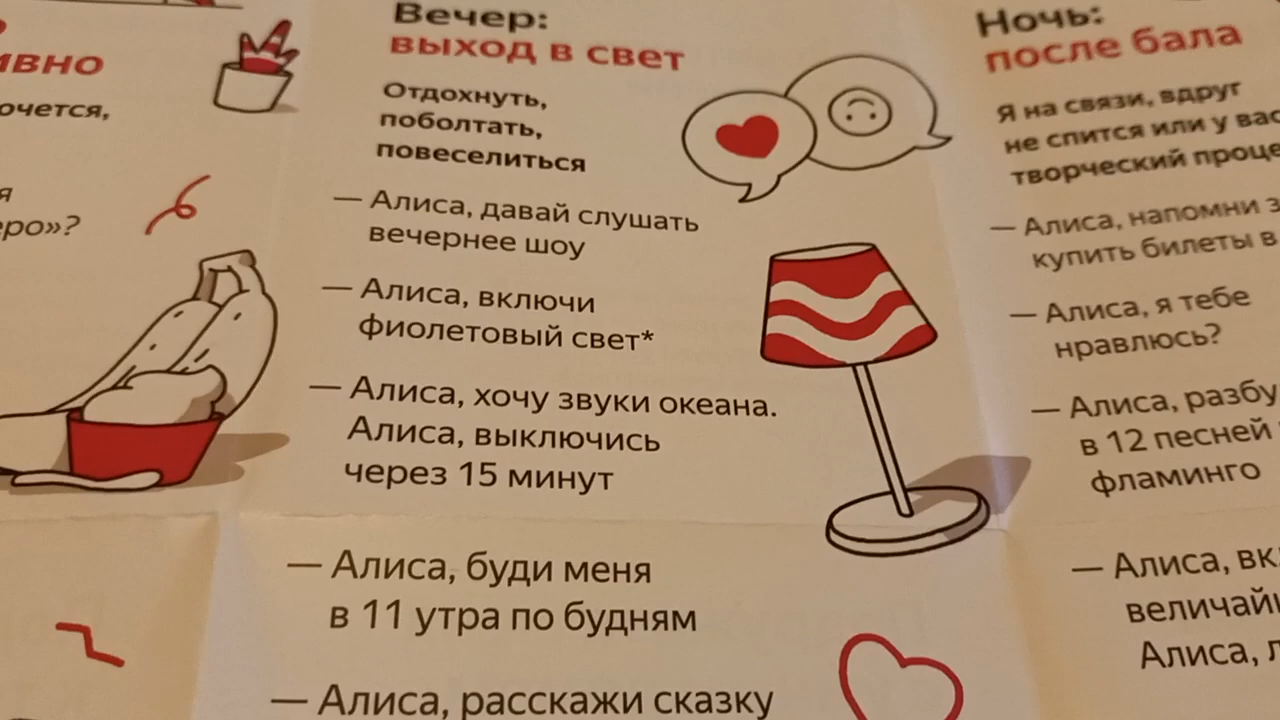 очется,
Вечер:
выход в свет
Отдохнуть,
поболтать,
повеселиться
— Алиса, давай слушать
вечернее шоу
— Алиса, включи
фиолетовый свет*
— Алиса, хочу звуки океана.
Алиса, выключись
через 15 минут
— Алиса, буди меня
в 11 утра по будням
— Алиса, расскажи сказку
Ночь:
после бала
Я на связи, вдруг
не спится или у вас
творческий проце
— Алиса, напомни з
купить билеты в
— Алиса, я тебе
нравлюсь?
— Алиса, разбу
в 12 песней
фламинго
— Алиса, вк
величай
Алиса, л